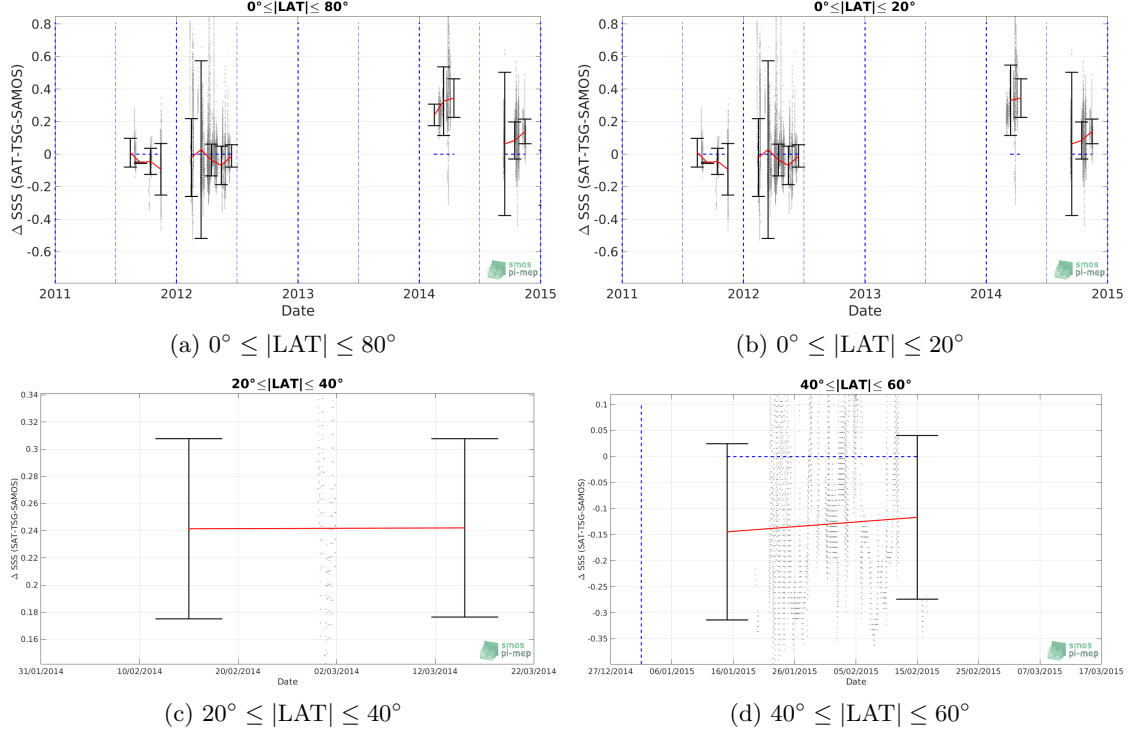 0°≤|LAT|≤ 80°
0.8
0.6
0.4
0.2
0
-0.2
-0.4
-0.6
Δ SSS (SAT-TSG-SAMOS)
2011 2012 2013 2014 2015
Date
smos
pi-mep
(a) 0° ≤ |LAT| ≤ 80°
0°≤|LAT|≤ 20°
0.8
0.6
0.4
0.2
0
-0.2
-0.4
-0.6
Δ SSS (SAT-TSG-SAMOS)
2011 2012 2013 2014 2015
Date
smos
pi-mep
(b) 0° ≤ |LAT| ≤ 20°
20°≤|LAT|≤ 40°
0.34
0.32
0.3
0.28
0.26
0.24
0.22
0.2
0.18
0.16
Δ SSS (SAT-TSG-SAMOS)
31/01/2014 10/02/2014 20/02/2014 02/03/2014 12/03/2014 22/03/2014
Date
smos
pi-mep
(c) 20° ≤ |LAT| ≤ 40°
40°≤|LAT|≤ 60°
0.1
0.05
0
-0.05
-0.1
-0.15
-0.2
-0.25
-0.3
-0.35
Δ SSS (SAT-TSG-SAMOS)
27/12/2014 06/01/2015 16/01/2015 26/01/2015 05/02/2015 15/02/2015 25/02/2015 07/03/2015 17/03/2015
Date
smos
pi-mep
(d) 40° ≤ |LAT| ≤ 60°